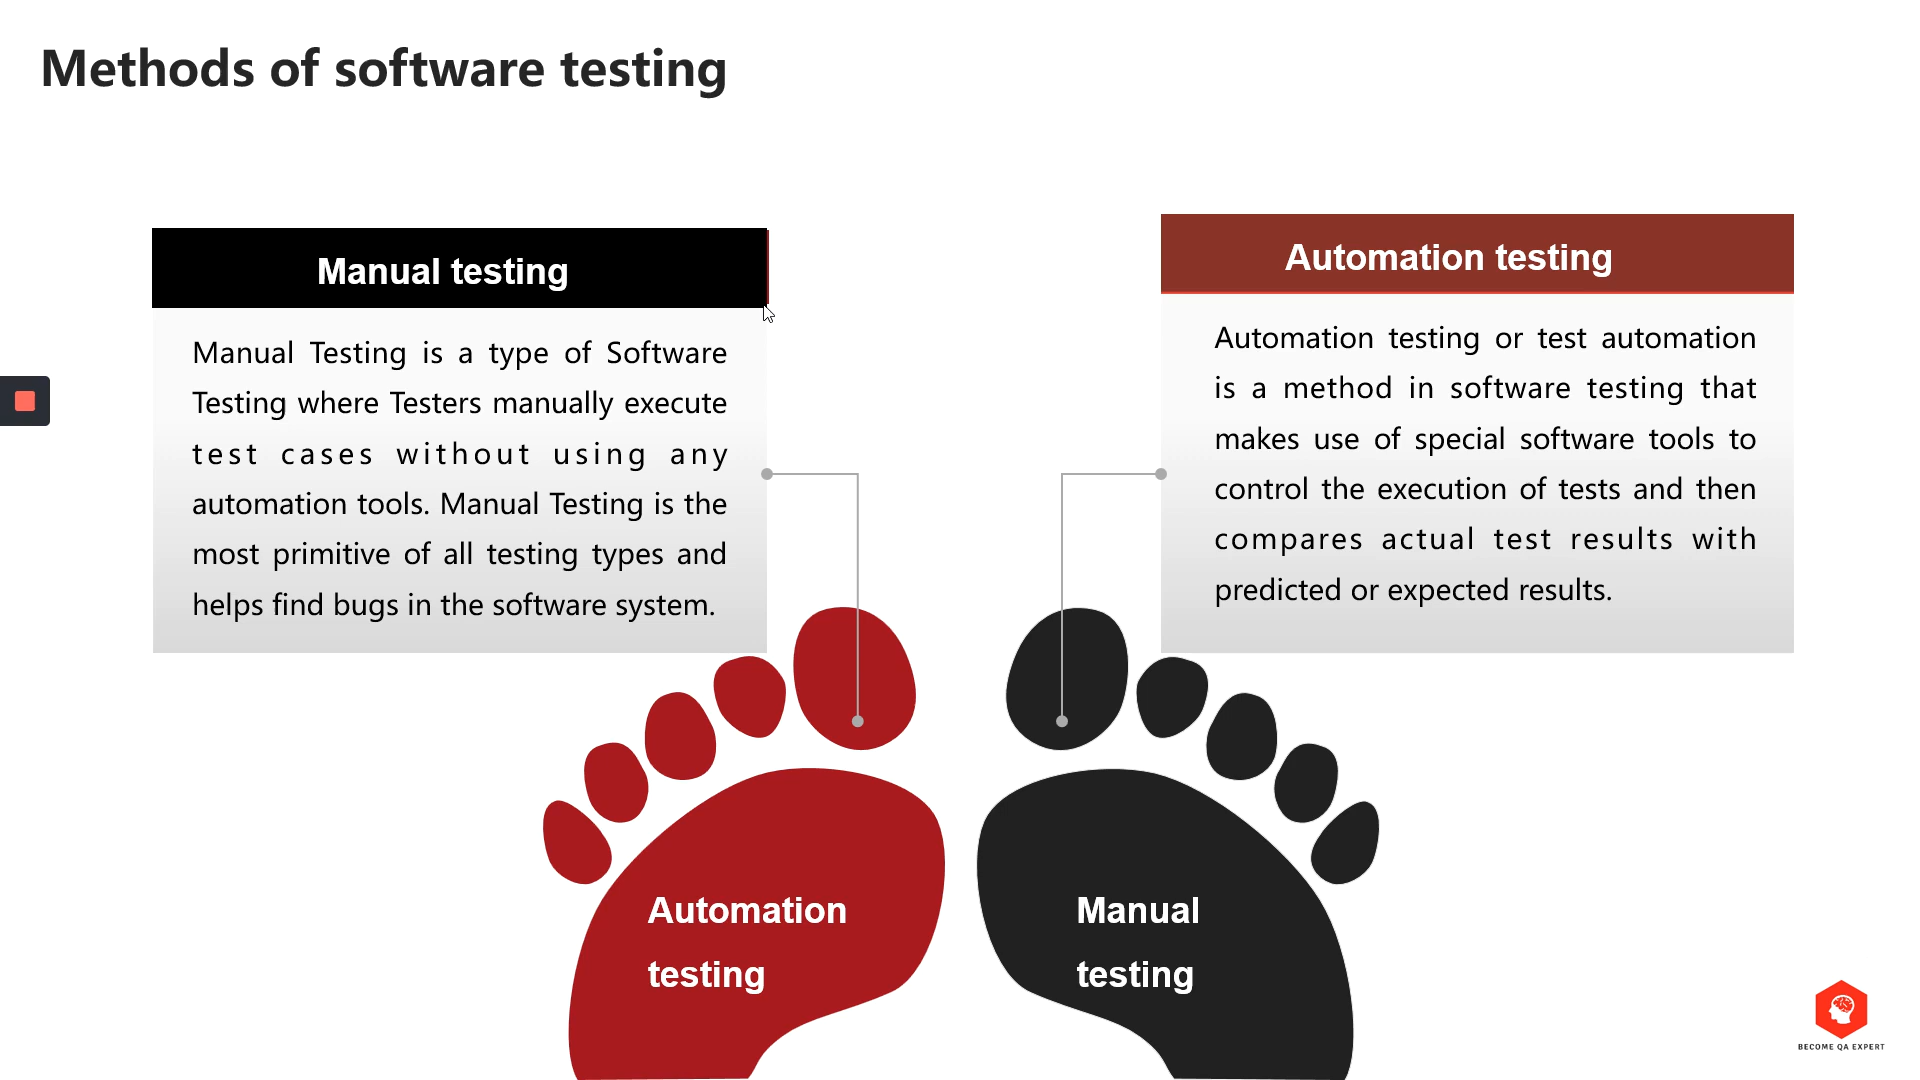 Methods of software testing
Manual testing
Manual Testing is a type of Software
Testing where Testers manually execute
test cases without using any
automation tools. Manual Testing is the
most primitive of all testing types and
helps find bugs in the software system.
Automation testing
Automation testing or test automation
is a method in software testing that
makes use of special software tools to
control the execution of tests and then
compares actual test results with
predicted or expected results.
Automation
testing
Manual
testing
BECOME QA EXPERT